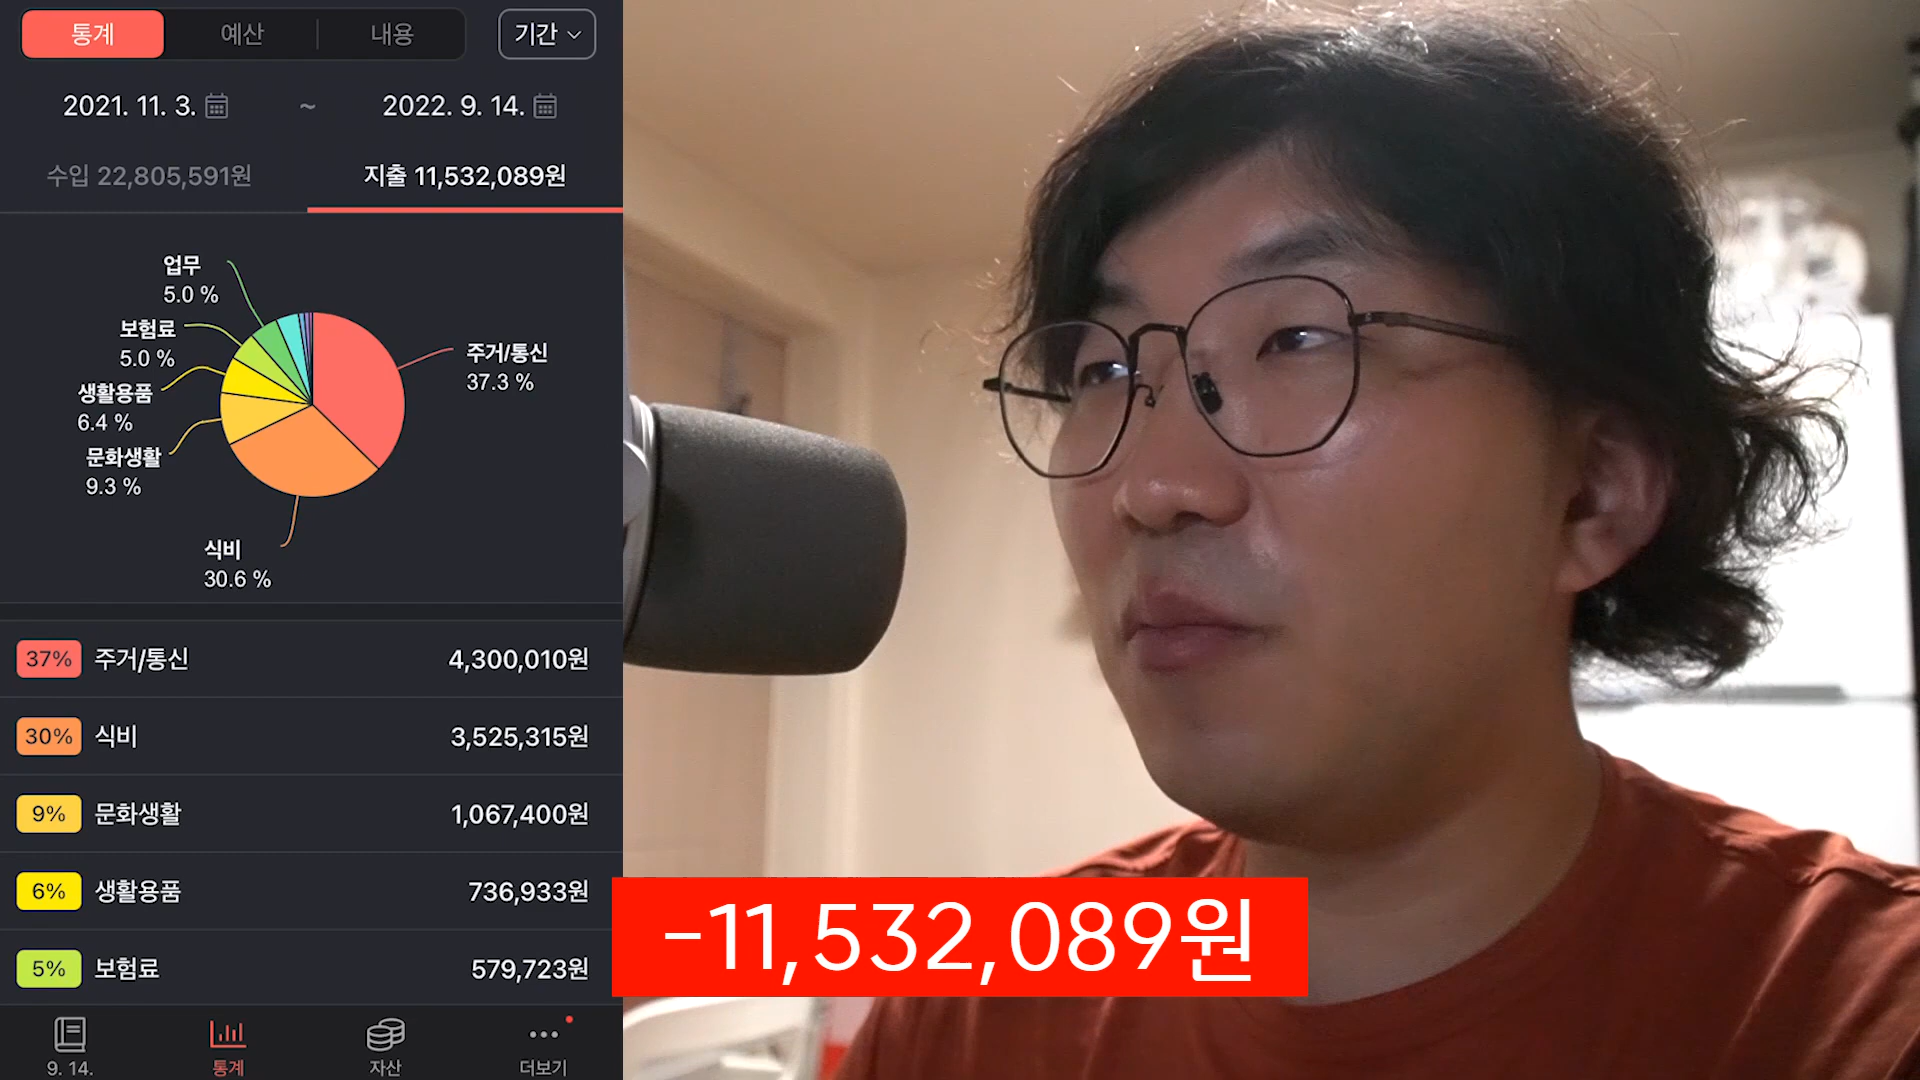 통계 예산 내용 기간
2021. 11. 3. ~ 2022. 9. 14.
수입 22,805,591원 지출 11,532,089원
업무
5.0 %
보험료
5.0 %
생활용품
6.4 %
문화생활
9.3 %
식비
30.6 %
주거/통신
37.3 %
37% 주거/통신 4,300,010원
30% 식비 3,525,315원
9% 문화생활 1,067,400원
6% 생활용품 736,933원
5% 보험료 579,723원
9. 14. 통계 자산 더보기
-11,532,089원